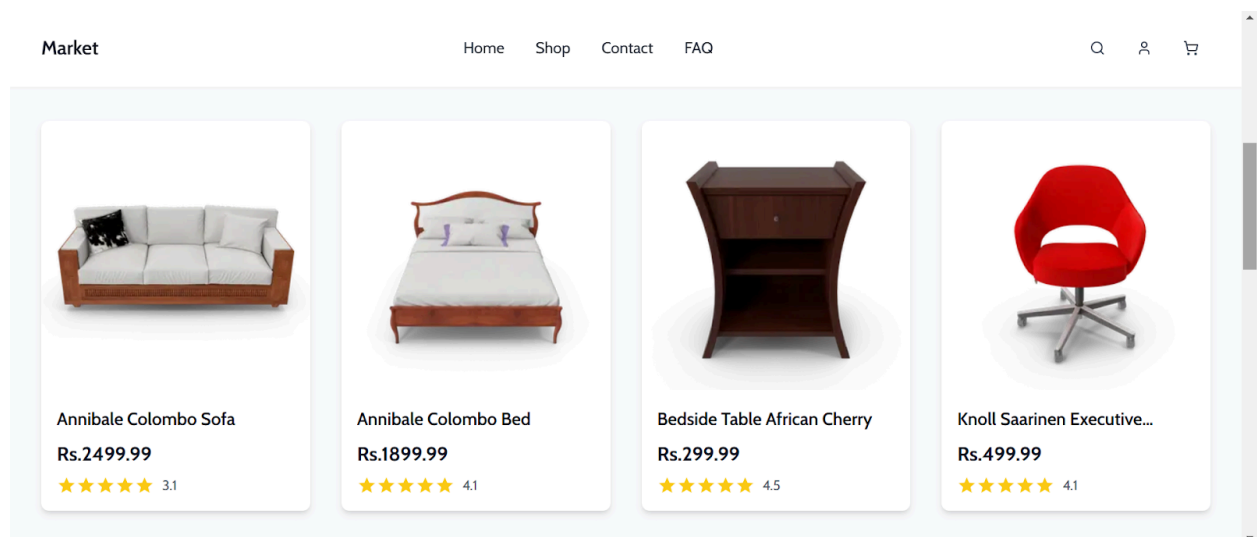 Market
Home Shop Contact FAQ
Annibale Colombo Sofa
Rs.2499.99
3.1
Annibale Colombo Bed
Rs.1899.99
4.1
Bedside Table African Cherry
Rs.299.99
4.5
Knoll Saarinen Executive...
Rs.499.99
4.1